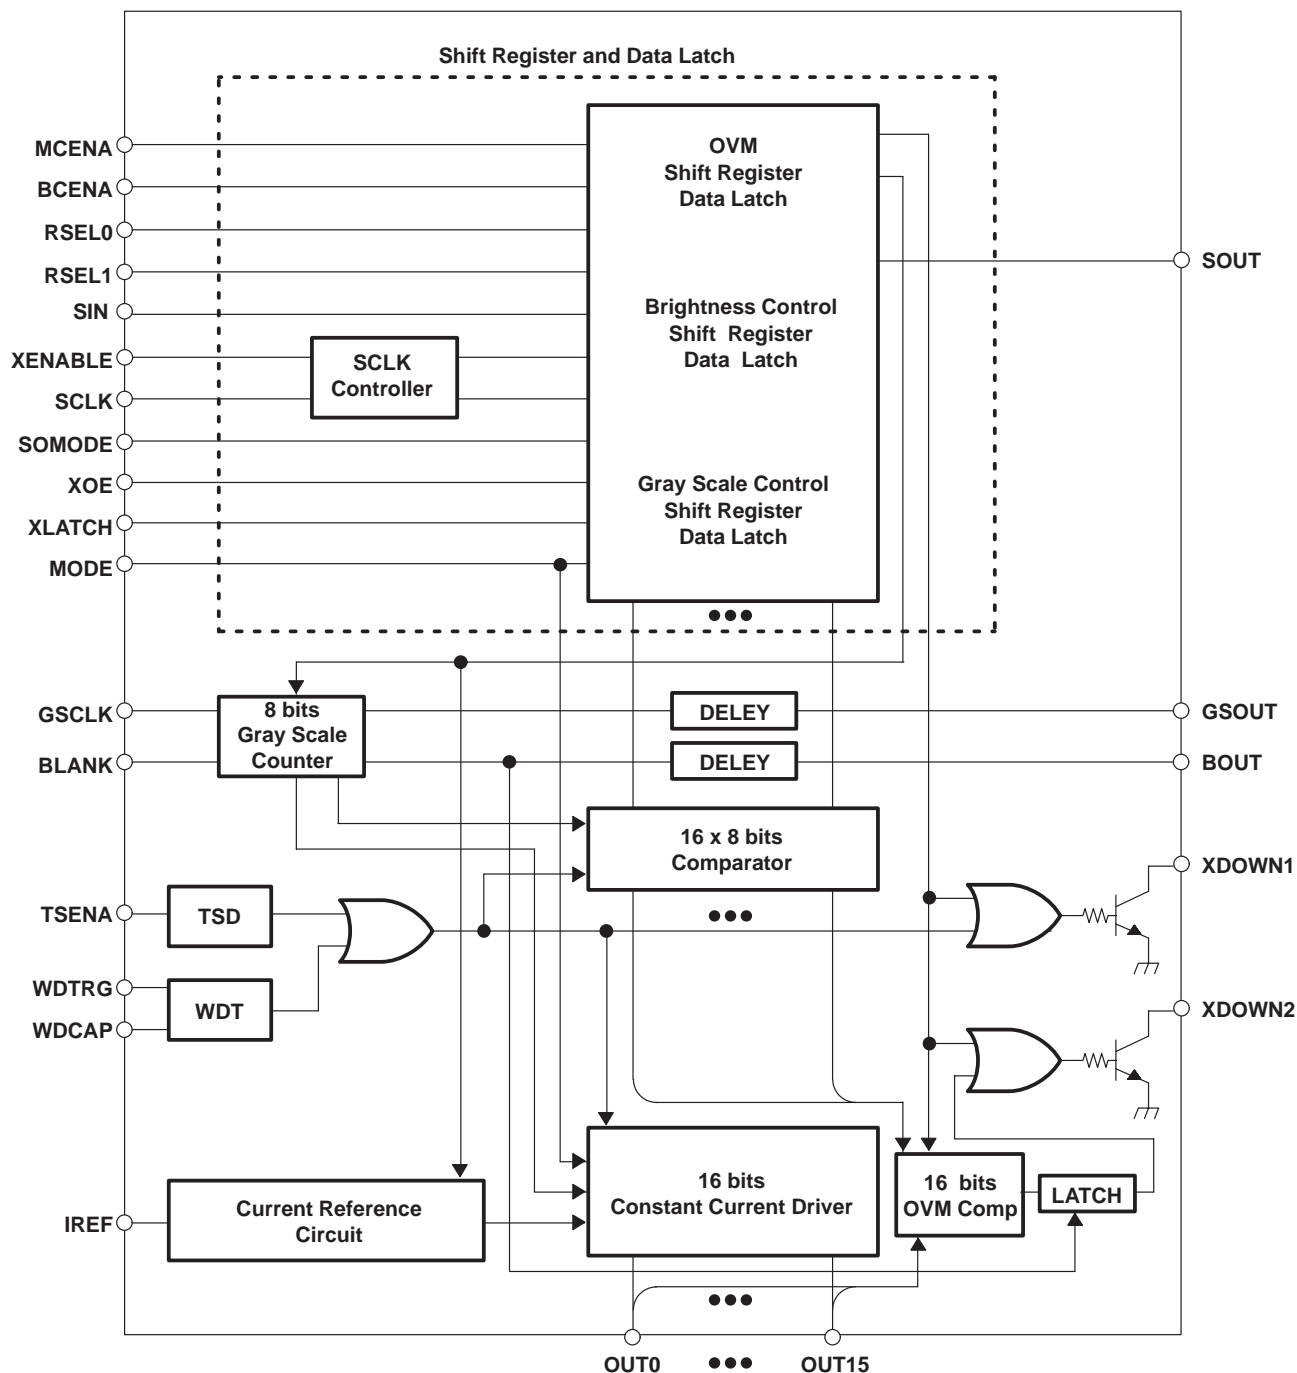 Shift Register and Data Latch
MCENA
BCENA
RSEL0
RSEL1
SIN
XENABLE
SCLK
SOMODE
XOE
XLATCH
MODE
SCLK
Controller
OVM
Shift Register
Data Latch
Brightness Control
Shift Register
Data Latch
Gray Scale Control
Shift Register
Data Latch
SOUT
GSCLK
BLANK
8 bits
Gray Scale
Counter
DELEY
DELEY
GSOUT
BOUT
16 x 8 bits
Comparator
XDOWN1
TSENA
TSD
WDTRG
WDCAP
WDT
XDOWN2
IREF
Current Reference
Circuit
16 bits
Constant Current Driver
16 bits
OVM Comp
LATCH
OUT0
OUT15